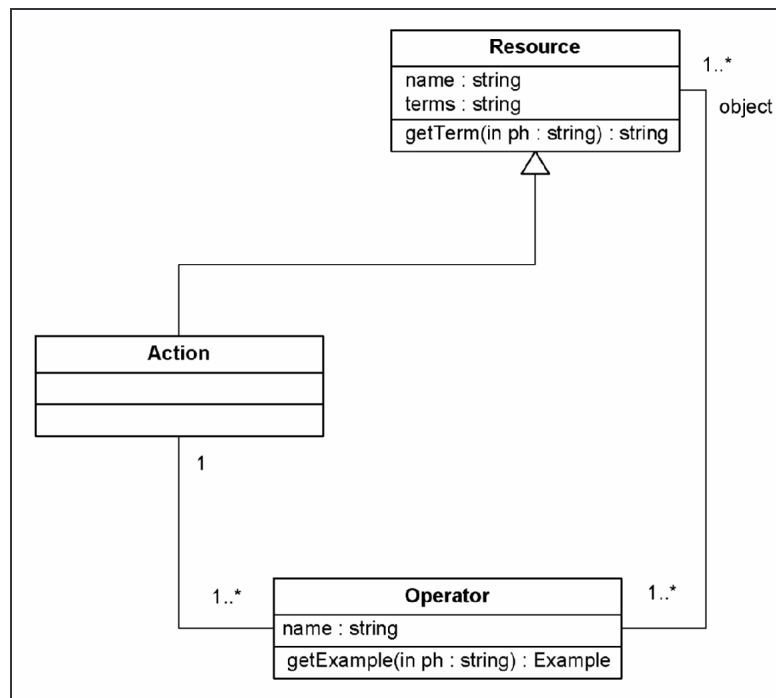 Resource
name : string
terms : string
getTerm(in ph : string) : string
1..*
object
Action
1
1..*
Operator
name : string
getExample(in ph : string) : Example
1..*